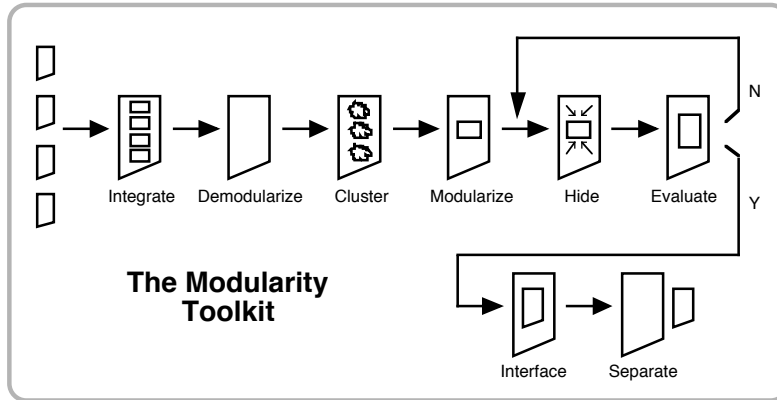 N
Integrate
Demodularize
Cluster
Modularize
Hide
Evaluate
Y
The Modularity
Toolkit
Interface
Separate